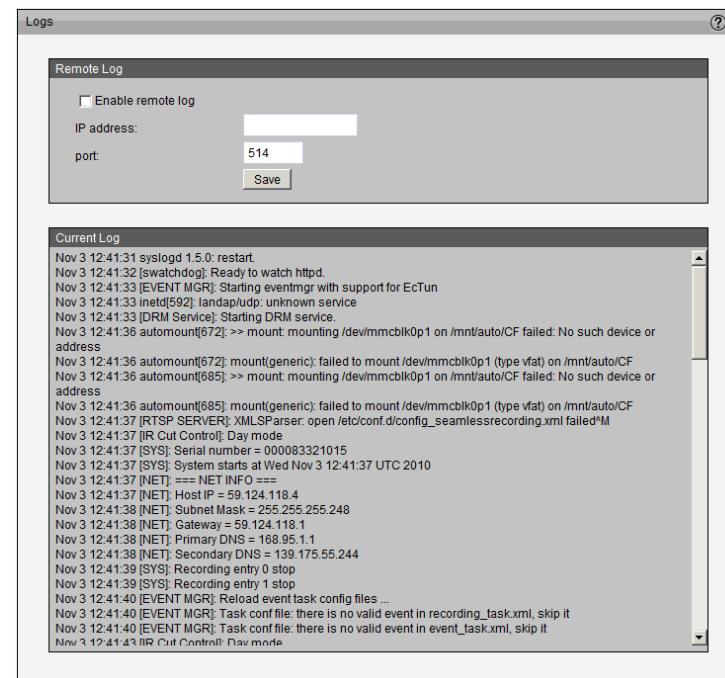 Logs
?
Remote Log
Enable remote log
IP address:
port: 514
Save
Current Log
Nov 3 12:41:31 syslogd 1.5.0: restart.
Nov 3 12:41:32 [swatchdog]: Ready to watch httpd.
Nov 3 12:41:33 [EVENT MGR]: Starting eventmgr with support for EcTun
Nov 3 12:41:33 inetd[592]: landap/udp: unknown service
Nov 3 12:41:33 [DRM Service]: Starting DRM service.
Nov 3 12:41:36 automount[672]: >> mount: mounting /dev/mmcblk0p1 on /mnt/auto/CF failed: No such device or
address
Nov 3 12:41:36 automount[672]: mount(generic): failed to mount /dev/mmcblk0p1 (type vfat) on /mnt/auto/CF
Nov 3 12:41:36 automount[685]: >> mount: mounting /dev/mmcblk0p1 on /mnt/auto/CF failed: No such device or
address
Nov 3 12:41:36 automount[685]: mount(generic): failed to mount /dev/mmcblk0p1 (type vfat) on /mnt/auto/CF
Nov 3 12:41:37 [RTSP SERVER]: XMLSParser: open /etc/conf.d/config_seamlessrecording.xml failed^M
Nov 3 12:41:37 [IR Cut Control]: Day mode
Nov 3 12:41:37 [SYS]: Serial number = 000083321015
Nov 3 12:41:37 [SYS]: System starts at Wed Nov 3 12:41:37 UTC 2010
Nov 3 12:41:37 [NET]: === NET INFO ===
Nov 3 12:41:37 [NET]: Host IP = 59.124.118.4
Nov 3 12:41:38 [NET]: Subnet Mask = 255.255.255.248
Nov 3 12:41:38 [NET]: Gateway = 59.124.118.1
Nov 3 12:41:38 [NET]: Primary DNS = 168.95.1.1
Nov 3 12:41:38 [NET]: Secondary DNS = 139.175.55.244
Nov 3 12:41:39 [SYS]: Recording entry 0 stop
Nov 3 12:41:39 [SYS]: Recording entry 1 stop
Nov 3 12:41:40 [EVENT MGR]: Reload event task config files ...
Nov 3 12:41:40 [EVENT MGR]: Task conf file: there is no valid event in recording_task.xml, skip it
Nov 3 12:41:40 [EVENT MGR]: Task conf file: there is no valid event in event_task.xml, skip it
Nov 3 12:41:43 [IR Cut Control]: Day mode